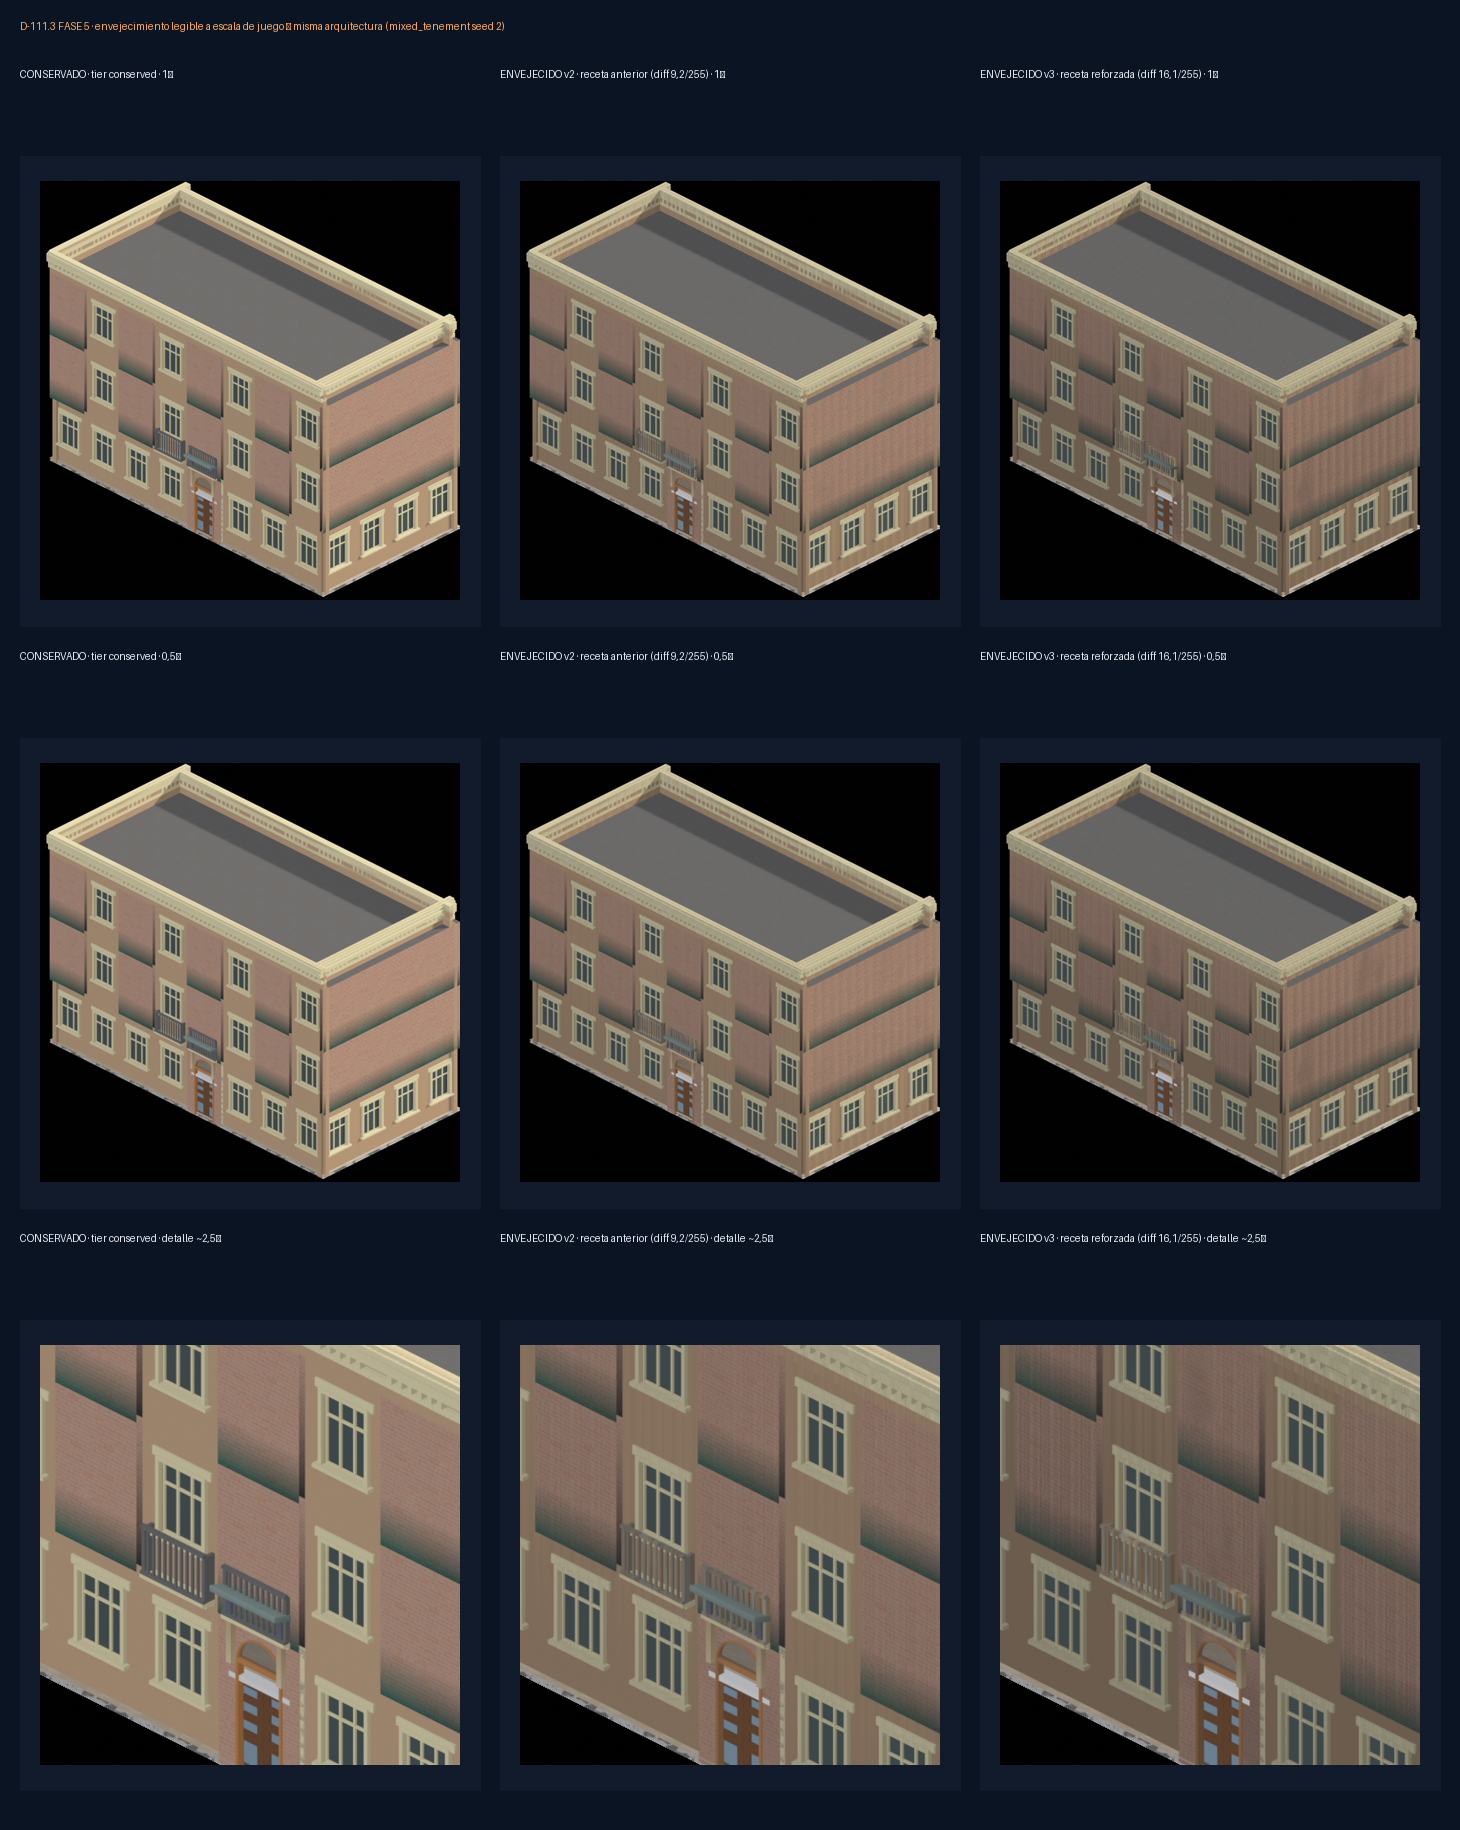 D-111.3 FASE 5 · envejecimiento legible a escala de juego ▯ misma arquitectura (mixed_tenement seed 2)
CONSERVADO · tier conserved · 1▯
ENVEJECIDO v2 · receta anterior (diff 9,2/255) · 1▯
ENVEJECIDO v3 · receta reforzada (diff 16,1/255) · 1▯
CONSERVADO · tier conserved · 0,5▯
ENVEJECIDO v2 · receta anterior (diff 9,2/255) · 0,5▯
ENVEJECIDO v3 · receta reforzada (diff 16,1/255) · 0,5▯
CONSERVADO · tier conserved · detalle ~2,5▯
ENVEJECIDO v2 · receta anterior (diff 9,2/255) · detalle ~2,5▯
ENVEJECIDO v3 · receta reforzada (diff 16,1/255) · detalle ~2,5▯